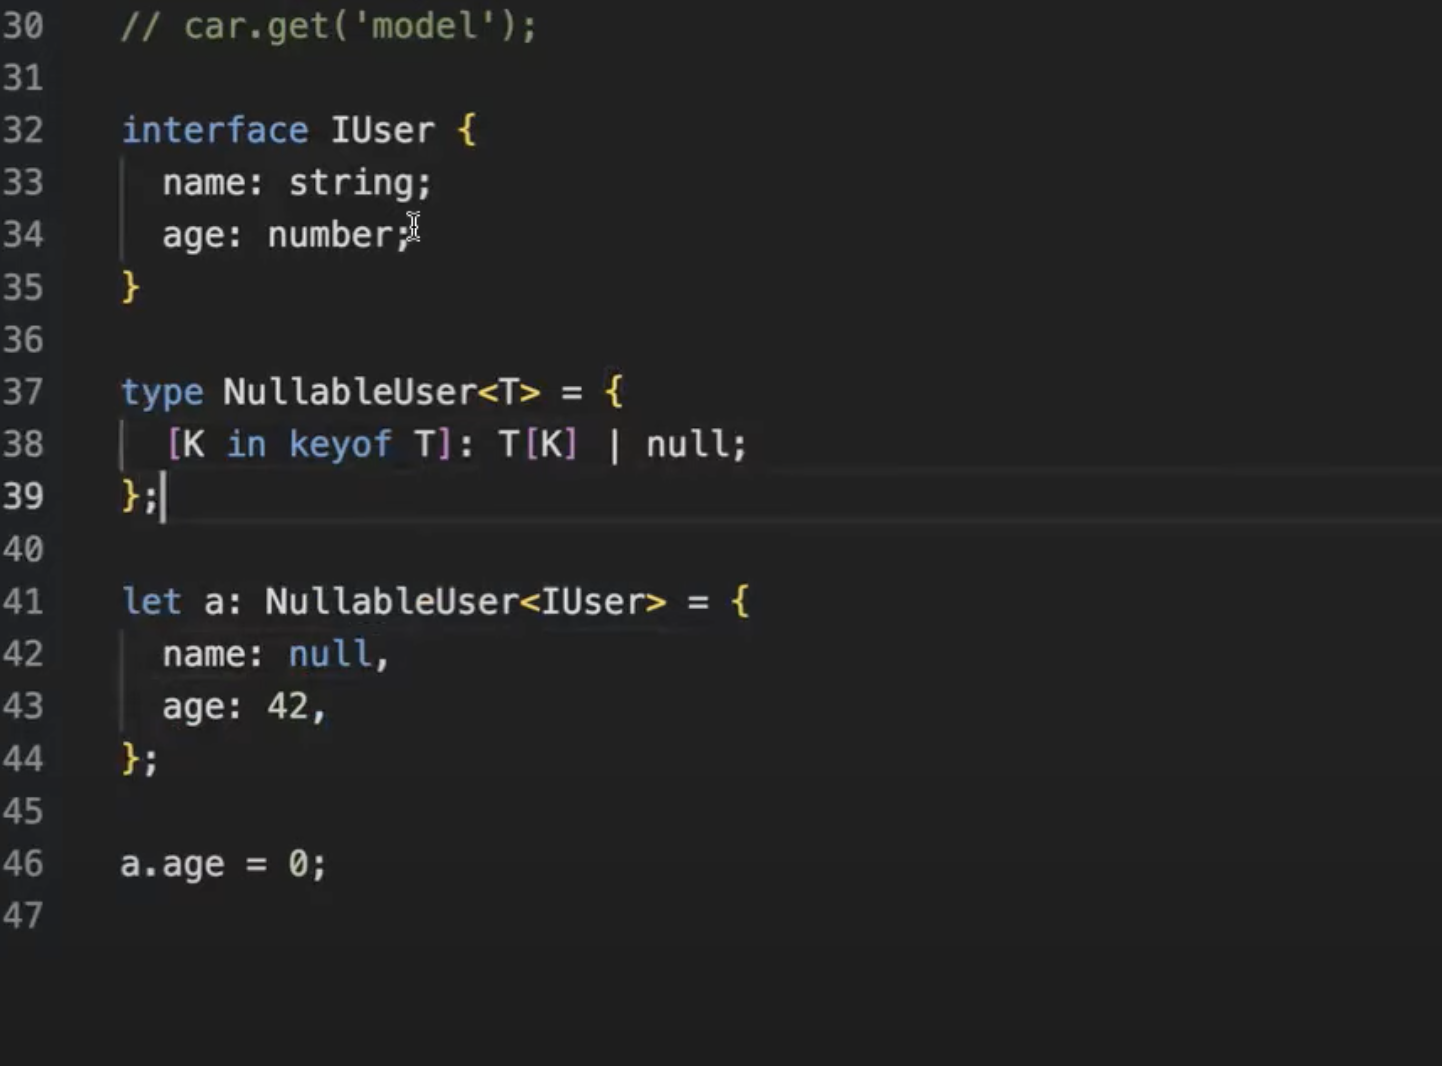 30 // car.get('model');
31
32 interface IUser {
33 name: string;
34 age: number;
35 }
36
37 type NullableUser<T> = {
38 [K in keyof T]: T[K] | null;
39 };
40
41 let a: NullableUser<IUser> = {
42 name: null,
43 age: 42,
44 };
45
46 a.age = 0;
47